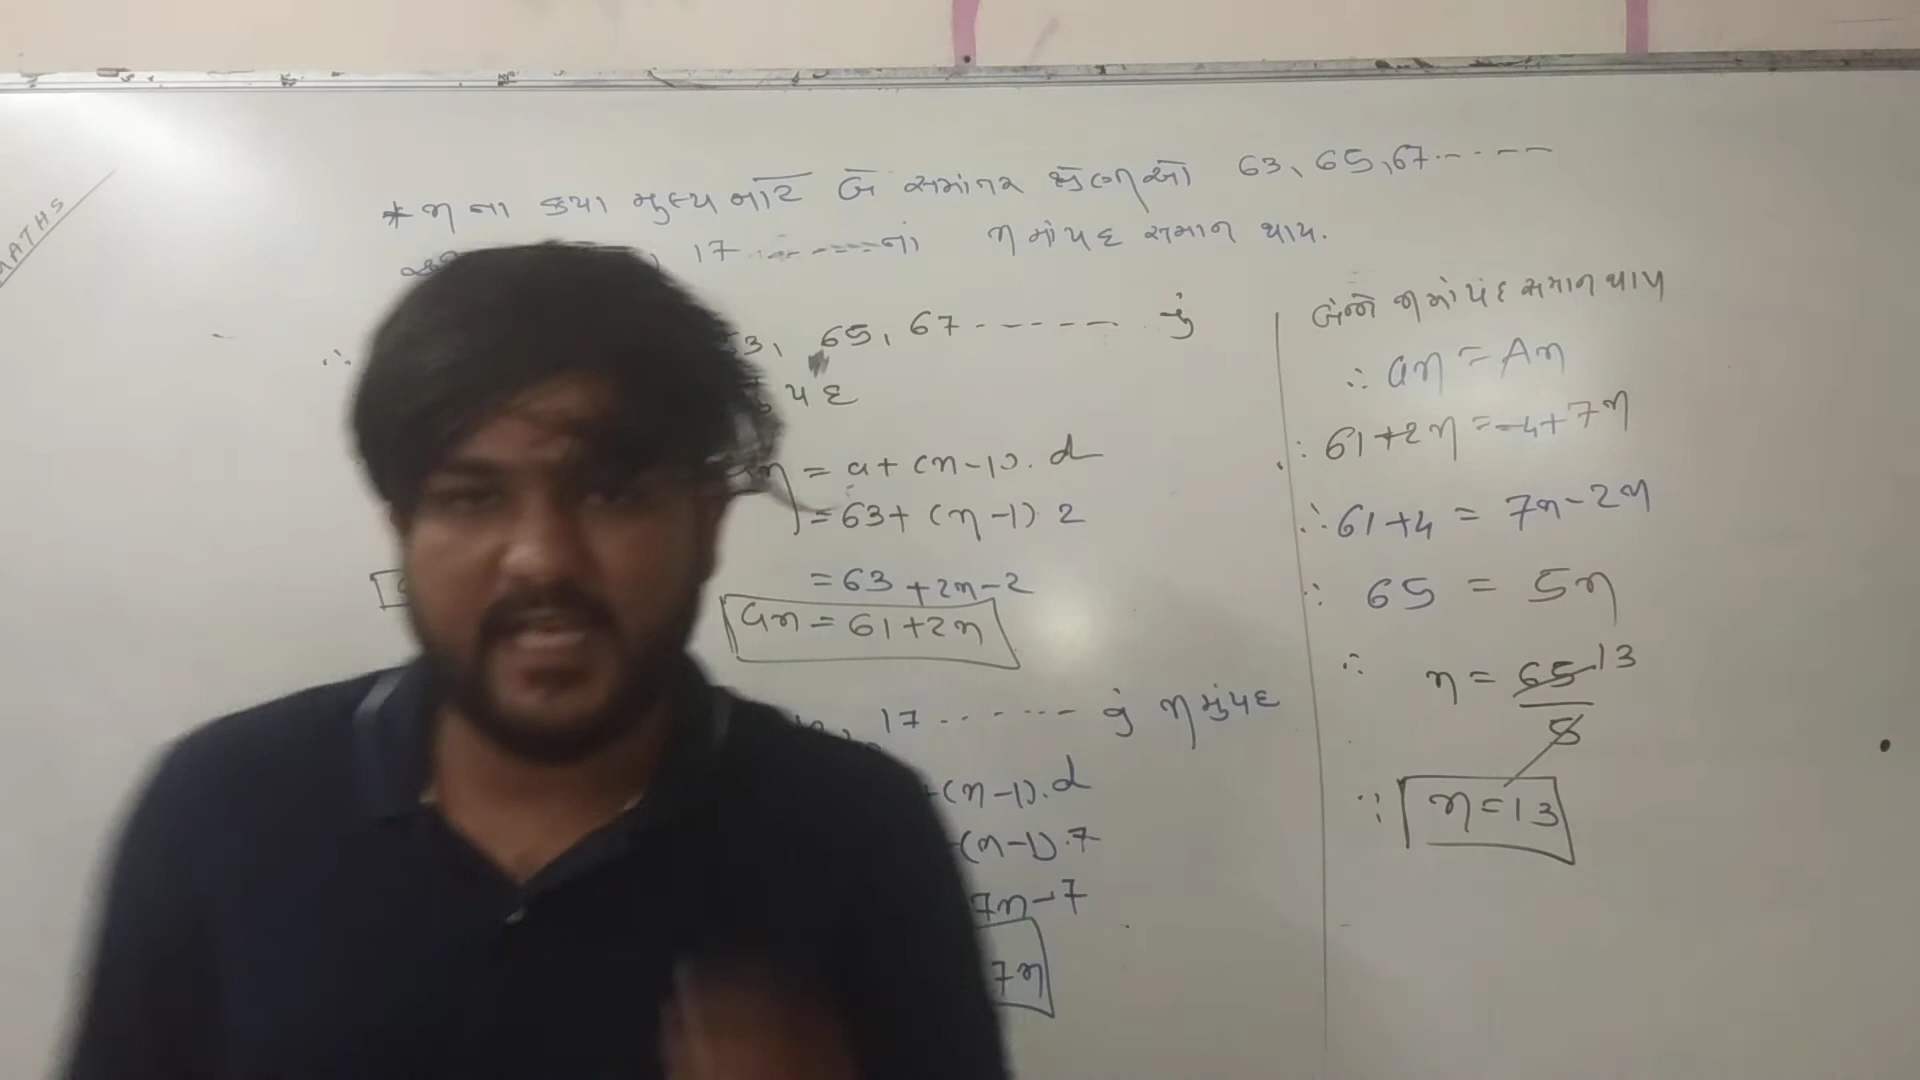 MATHS
* n ના કયા મુલ્ય માટે બે સમાંતર શ્રેણીઓ 63, 65, 67.....
, 17 ....... નાં n માં પદ સમાન થાય.
∴ 3, 65, 67 ...... નું
પદ
an = a + (n-1). d
= 63 + (n-1) 2
= 63 + 2n - 2
an = 61 + 2n
, 17 ...... નું n મું પદ
+(n-1). d
(n-1). 7
7n - 7
7n
બંન્ને n માં પદ સમાન થાય
∴ an = An
∴ 61 + 2n = -4 + 7n
∴ 61 + 4 = 7n - 2n
∴ 65 = 5n
∴ n = 65 13
5
∴ n = 13